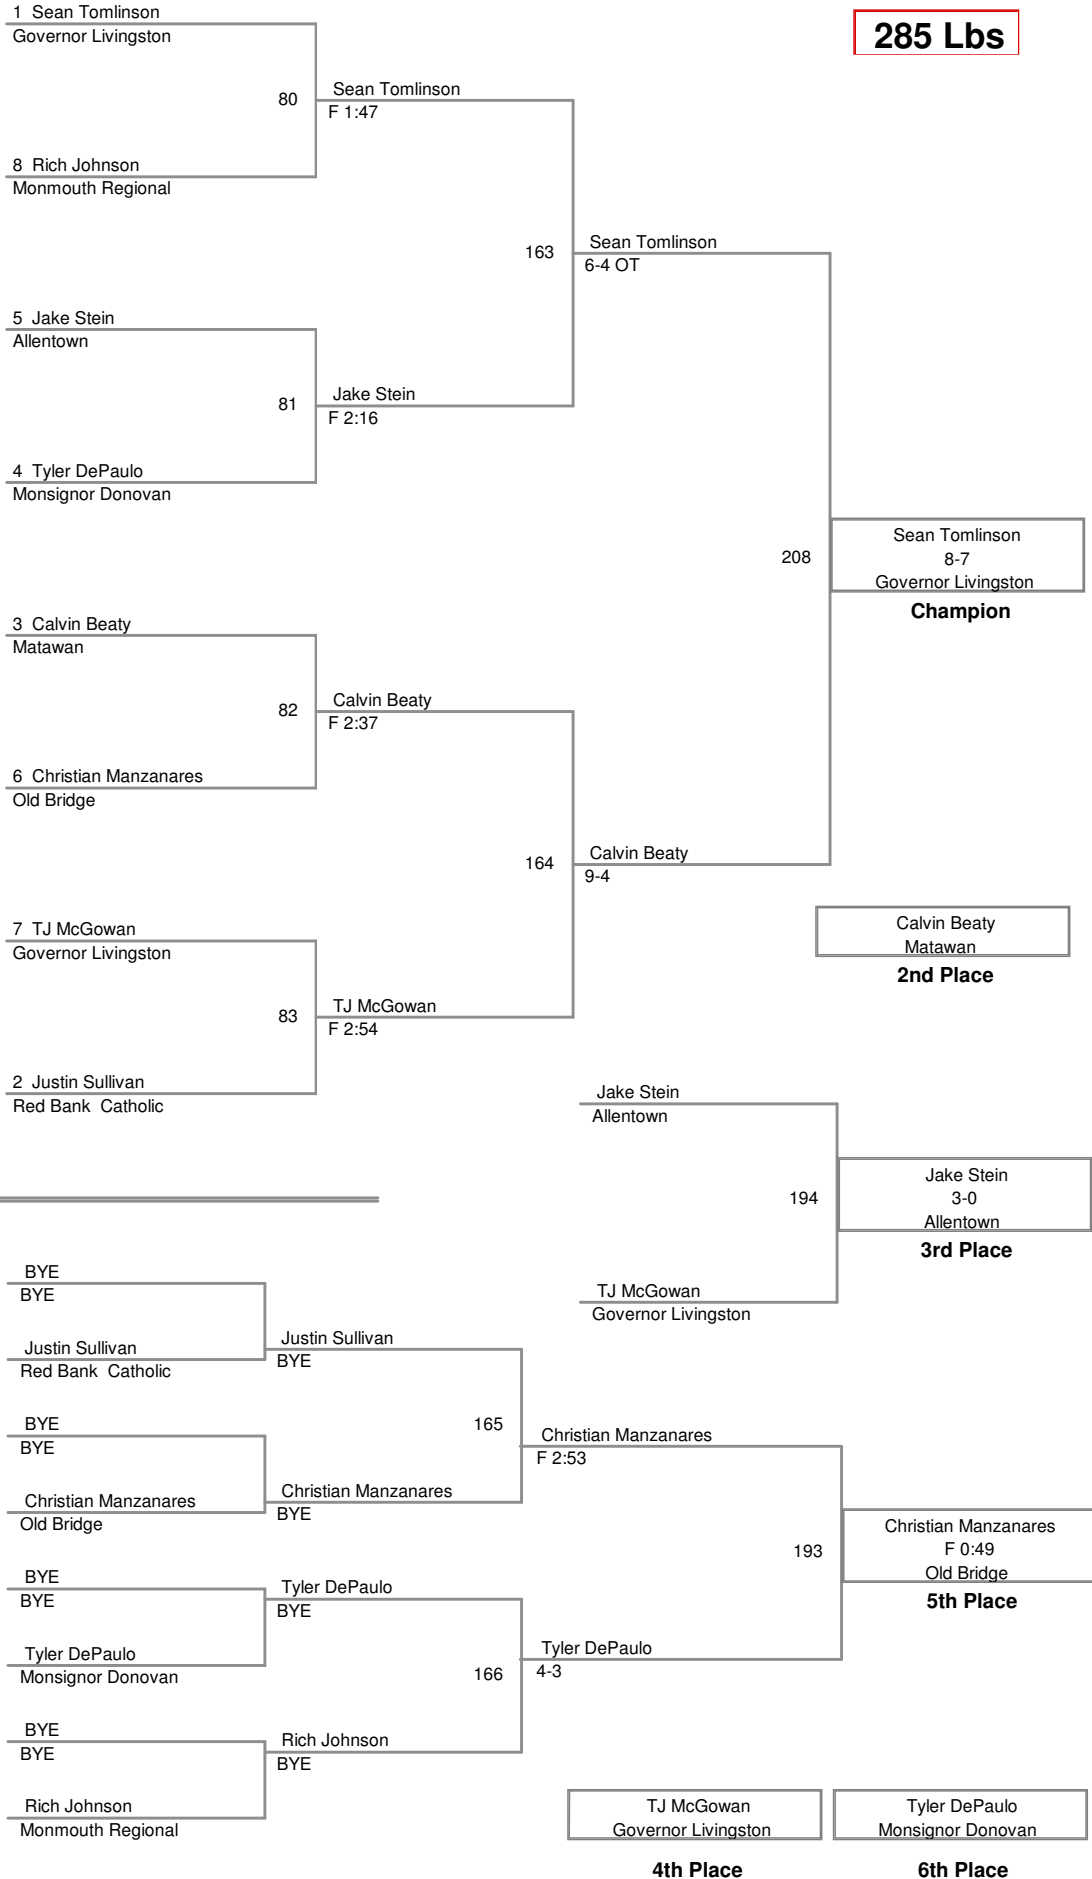 1 Sean Tomlinson
Governor Livingston
285 Lbs
80
Sean Tomlinson
F 1:47
8 Rich Johnson
Monmouth Regional
163
Sean Tomlinson
6-4 OT
5 Jake Stein
Allentown
81
Jake Stein
F 2:16
4 Tyler DePaulo
Monsignor Donovan
208
Sean Tomlinson
8-7
Governor Livingston
Champion
3 Calvin Beaty
Matawan
82
Calvin Beaty
F 2:37
6 Christian Manzanares
Old Bridge
164
Calvin Beaty
9-4
7 TJ McGowan
Governor Livingston
Calvin Beaty
Matawan
2nd Place
83
TJ McGowan
F 2:54
2 Justin Sullivan
Red Bank Catholic
Jake Stein
Allentown
194
Jake Stein
3-0
Allentown
3rd Place
TJ McGowan
Governor Livingston
BYE
BYE
Justin Sullivan
Red Bank Catholic
Justin Sullivan
BYE
165
BYE
BYE
Christian Manzanares
Old Bridge
Christian Manzanares
BYE
Christian Manzanares
F 2:53
193
Christian Manzanares
F 0:49
Old Bridge
5th Place
BYE
BYE
Tyler DePaulo
Monsignor Donovan
Tyler DePaulo
BYE
166
Tyler DePaulo
4-3
BYE
BYE
Rich Johnson
Monmouth Regional
Rich Johnson
BYE
TJ McGowan
Governor Livingston
4th Place
Tyler DePaulo
Monsignor Donovan
6th Place